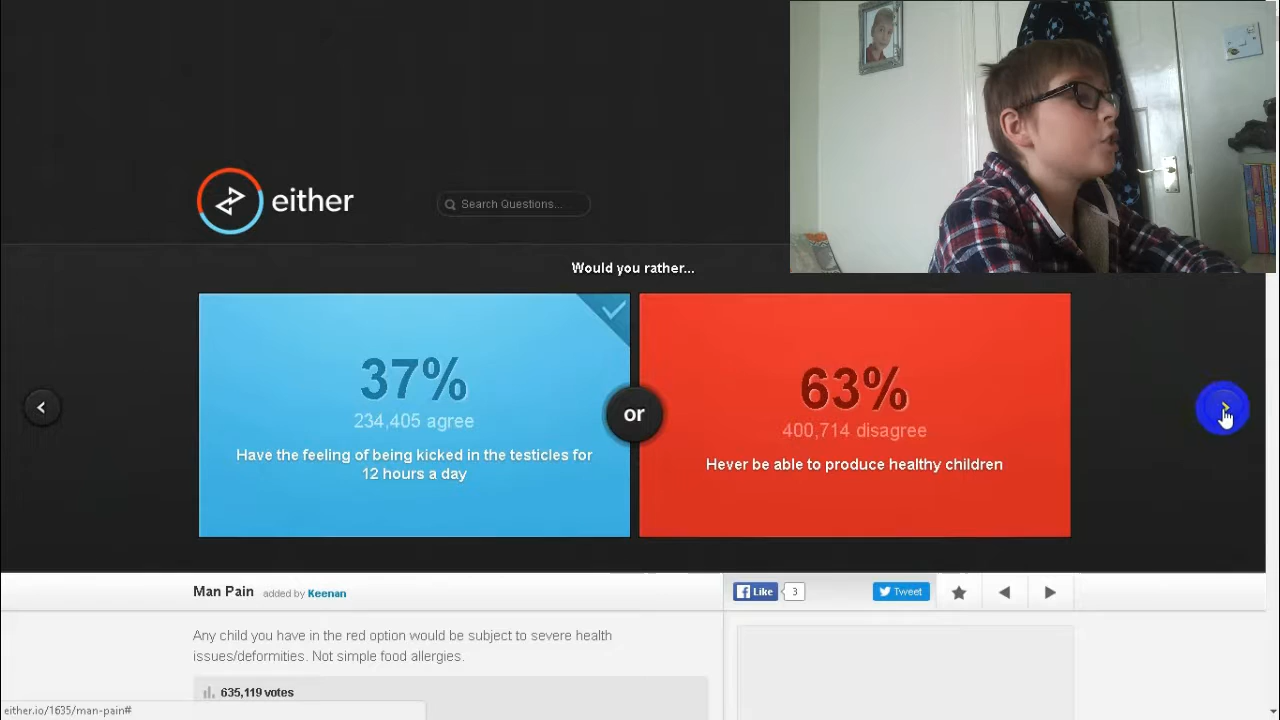 either
Search Questions...
Would you rather...
37%
234,405 agree
Have the feeling of being kicked in the testicles for
12 hours a day
or
63%
400,714 disagree
Hever be able to produce healthy children
Man Pain added by Keenan
Like 3
Tweet
Any child you have in the red option would be subject to severe health
issues/deformities. Not simple food allergies.
635,119 votes
either.io/1635/man-pain#